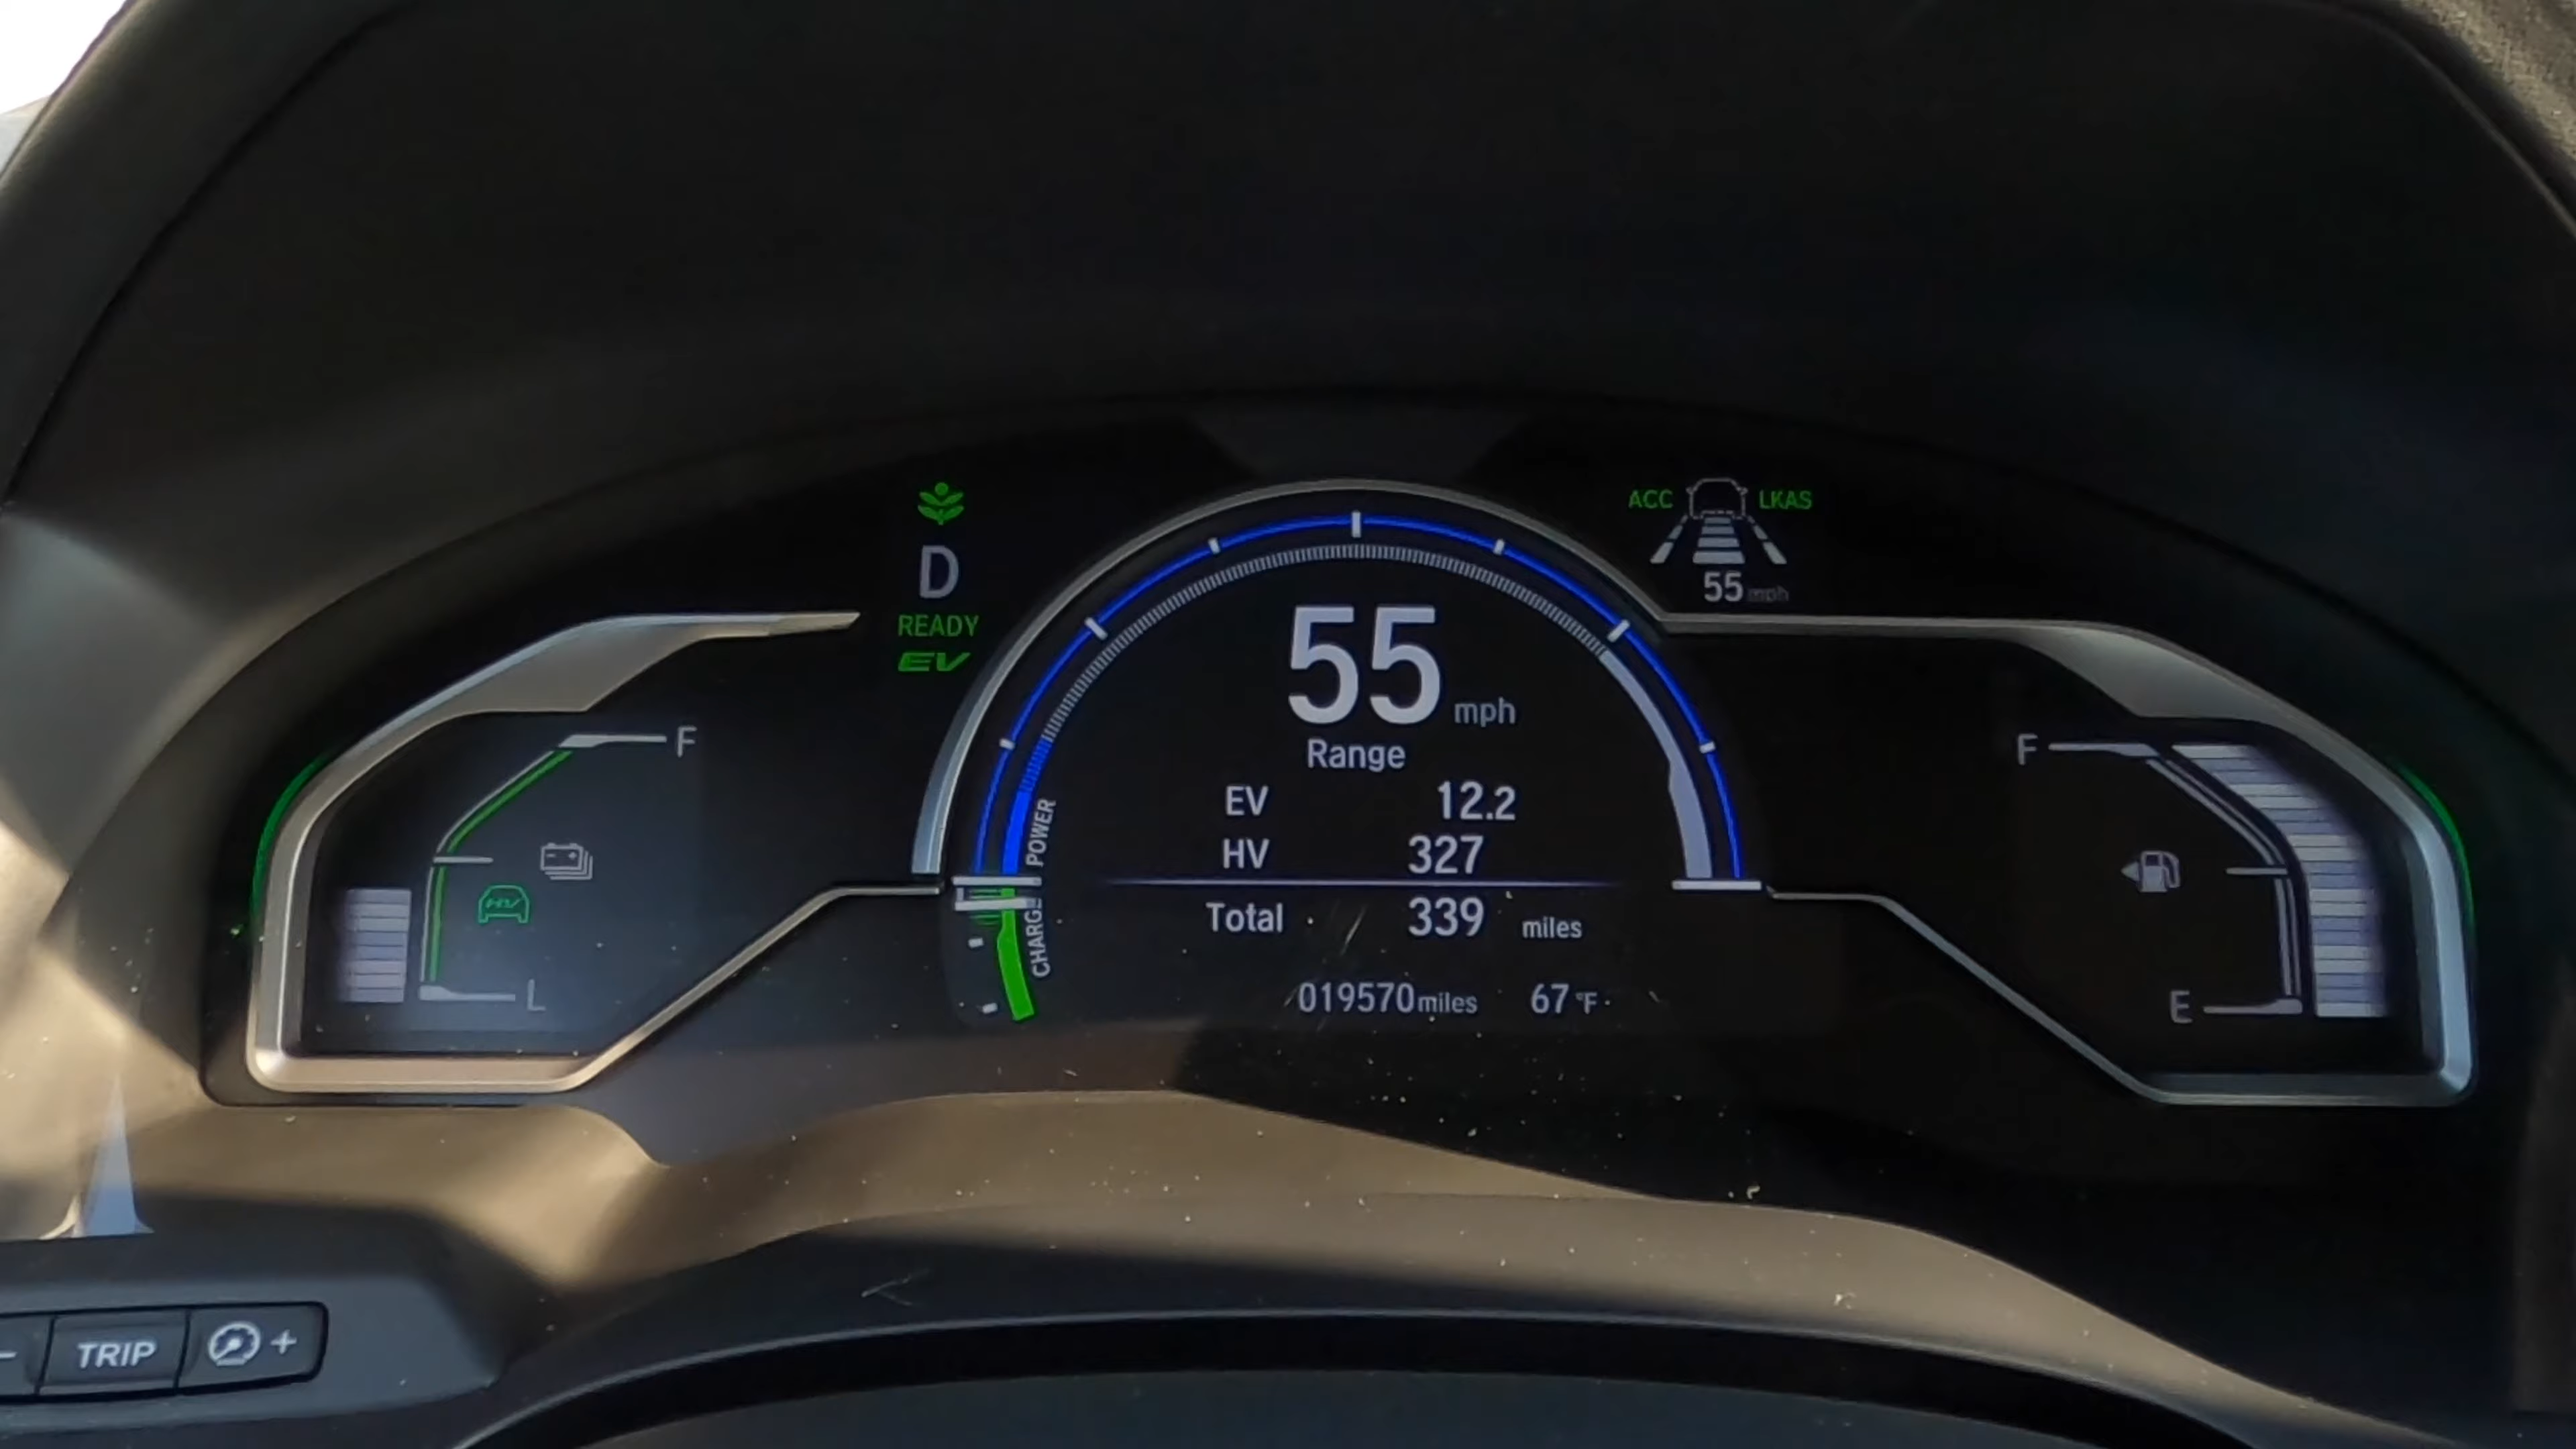 ACC LKAS
55 mph
D
READY
EV
55 mph
Range
EV 12.2
HV 327
Total 339 miles
019570 miles 67 °F
F
HV
L
POWER
CHARGE
F
E
- TRIP +